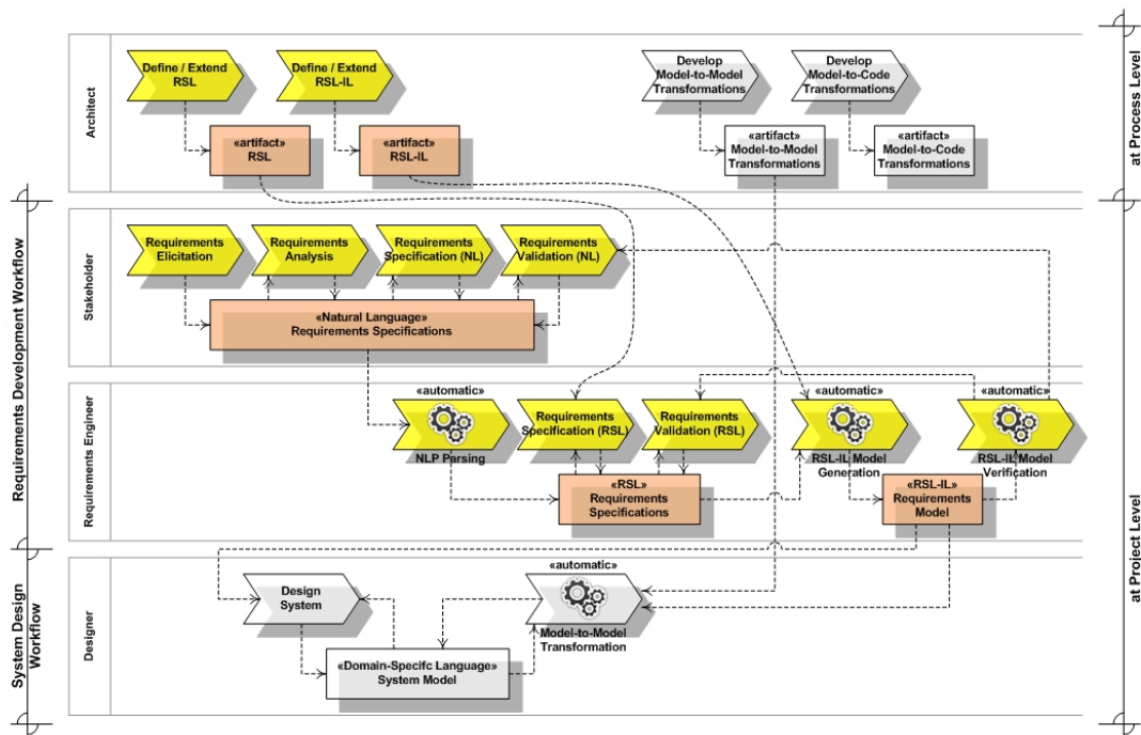 Define / Extend
RSL
Define / Extend
RSL-IL
Develop
Model-to-Model
Transformations
Develop
Model-to-Code
Transformations
«artifact»
RSL
«artifact»
RSL-IL
«artifact»
Model-to-Model
Transformations
«artifact»
Model-to-Code
Transformations
Architect
at Process Level
Requirements
Elicitation
Requirements
Analysis
Requirements
Specification (NL)
Requirements
Validation (NL)
«Natural Language»
Requirements Specifications
Stakeholder
Requirements Development Workflow
«automatic»
NLP Parsing
Requirements
Specification (RSL)
Requirements
Validation (RSL)
«automatic»
RSL-IL Model
Generation
«automatic»
RSL-IL Model
Verification
«RSL»
Requirements
Specifications
«RSL-IL»
Requirements
Model
Requirements Engineer
at Project Level
Design
System
«automatic»
Model-to-Model
Transformation
«Domain-Specifc Language»
System Model
Designer
System Design
Workflow